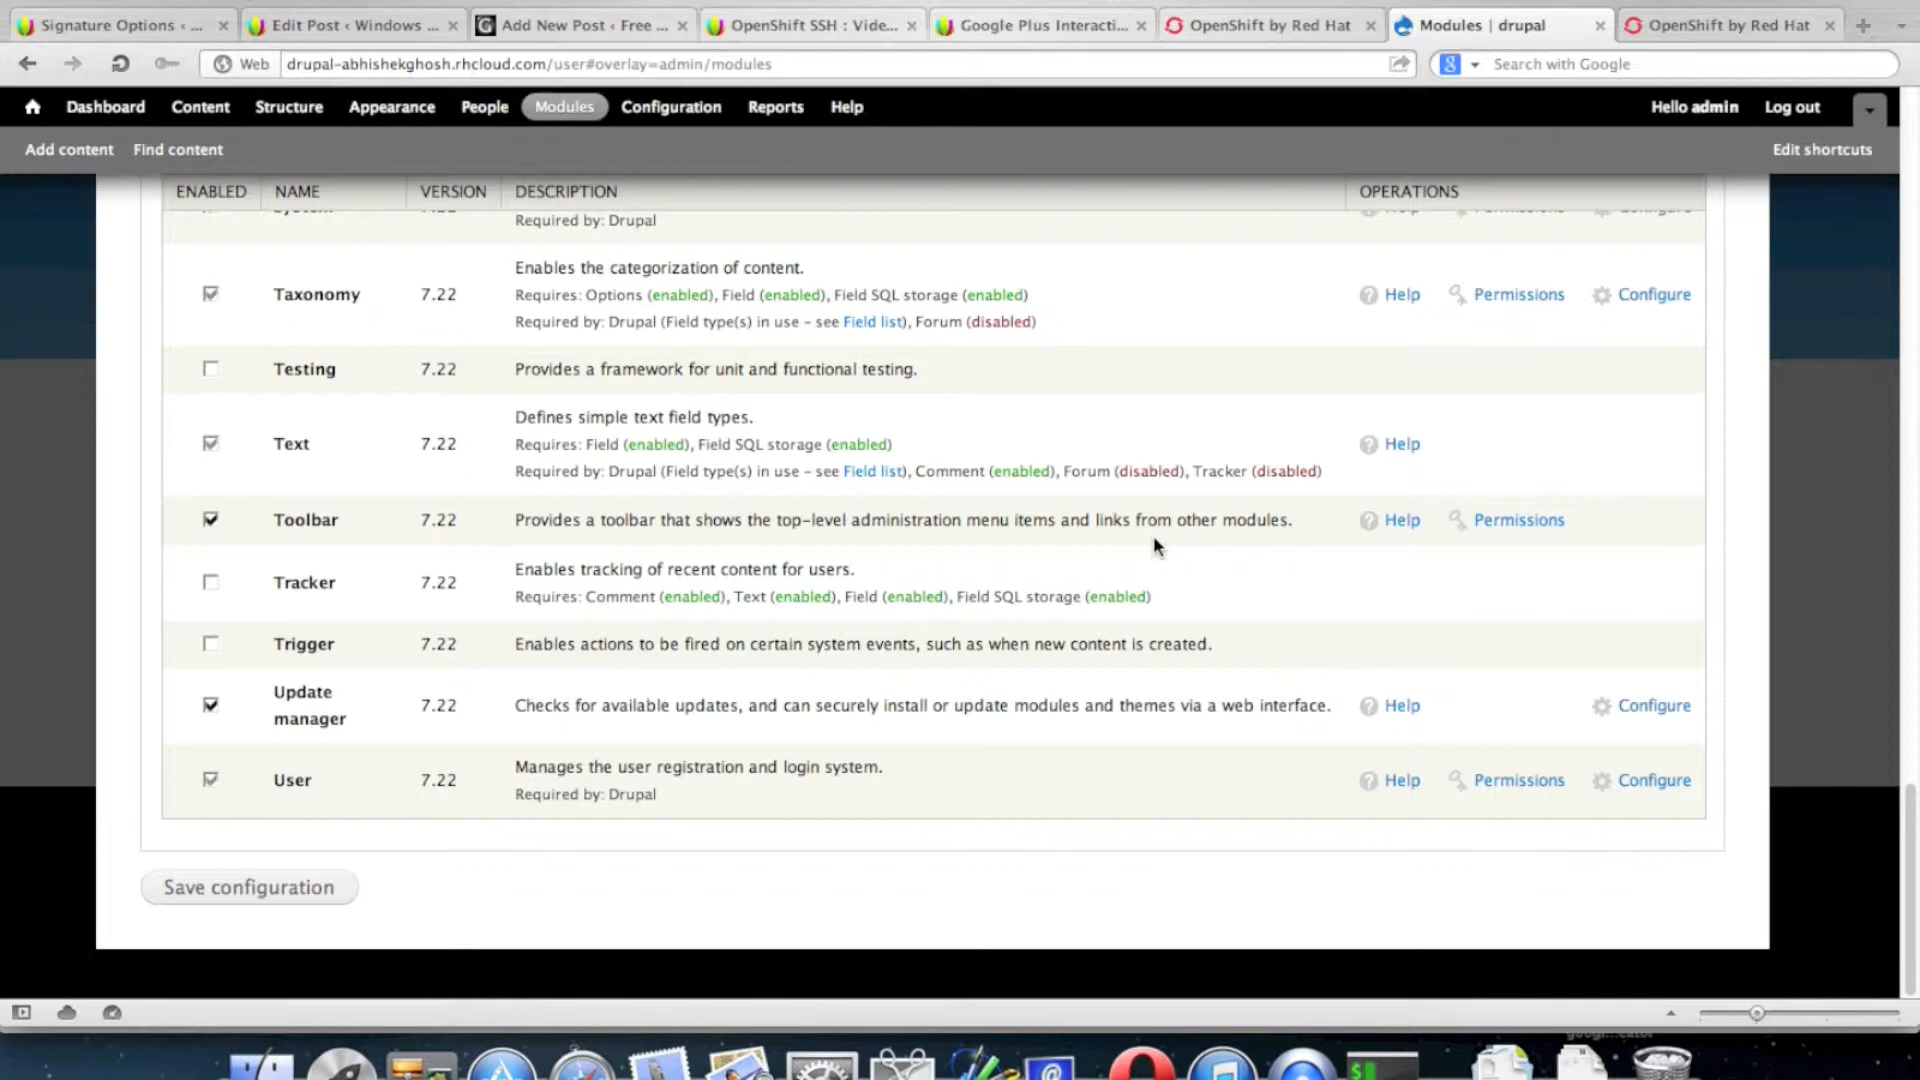 Signature Options ‹ ...
Edit Post ‹ Windows ...
Add New Post ‹ Free ...
OpenShift SSH : Vide...
Google Plus Interacti...
OpenShift by Red Hat
Modules | drupal
OpenShift by Red Hat
Web
drupal-abhishekghosh.rhcloud.com/user#overlay=admin/modules
Search with Google
Dashboard Content Structure Appearance People Modules Configuration Reports Help
Hello admin Log out
Add content Find content
Edit shortcuts
ENABLED NAME VERSION DESCRIPTION OPERATIONS
System 7.22 Help Permissions Configure
Required by: Drupal
Enables the categorization of content.
Taxonomy 7.22 Requires: Options (enabled), Field (enabled), Field SQL storage (enabled) Help Permissions Configure
Required by: Drupal (Field type(s) in use – see Field list), Forum (disabled)
Testing 7.22 Provides a framework for unit and functional testing.
Defines simple text field types.
Text 7.22 Requires: Field (enabled), Field SQL storage (enabled) Help
Required by: Drupal (Field type(s) in use – see Field list), Comment (enabled), Forum (disabled), Tracker (disabled)
Toolbar 7.22 Provides a toolbar that shows the top-level administration menu items and links from other modules. Help Permissions
Enables tracking of recent content for users.
Tracker 7.22
Requires: Comment (enabled), Text (enabled), Field (enabled), Field SQL storage (enabled)
Trigger 7.22 Enables actions to be fired on certain system events, such as when new content is created.
Update
manager 7.22 Checks for available updates, and can securely install or update modules and themes via a web interface. Help Configure
Manages the user registration and login system.
User 7.22 Help Permissions Configure
Required by: Drupal
Save configuration